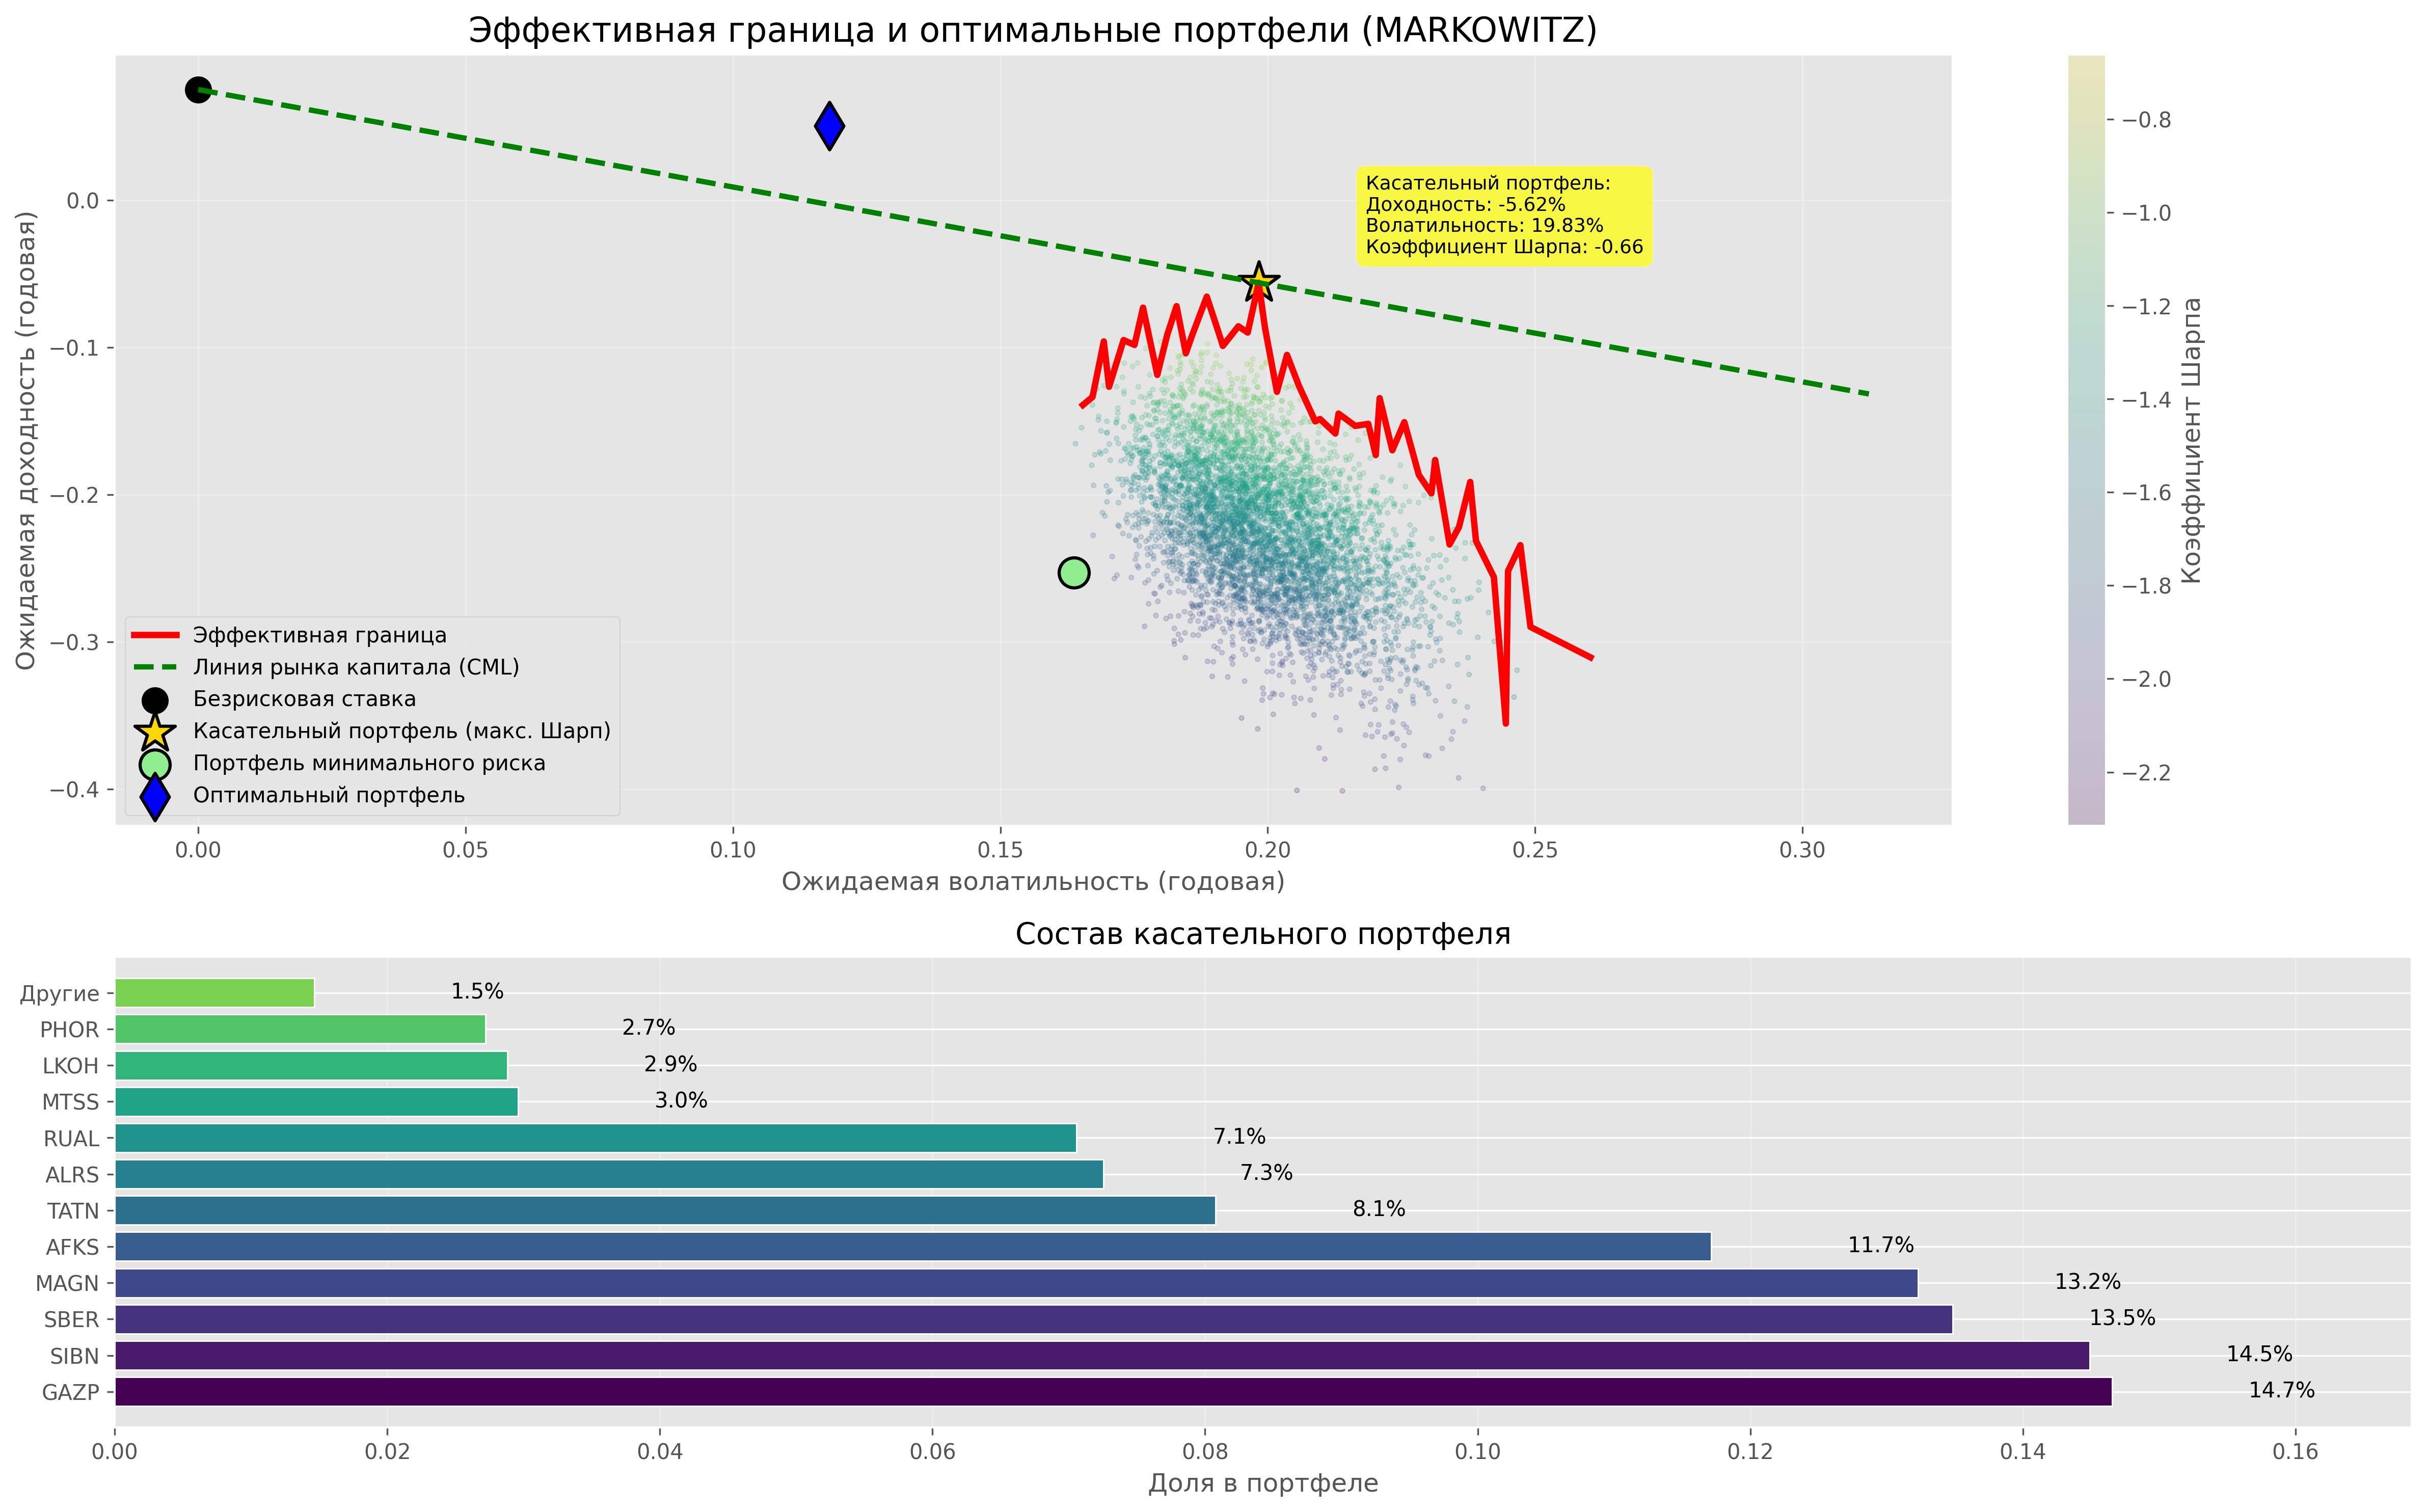 Эффективная граница и оптимальные портфели (MARKOWITZ)
Ожидаемая доходность (годовая)
0.0
−0.1
−0.2
−0.3
−0.4
Касательный портфель:
Доходность: -5.62%
Волатильность: 19.83%
Коэффициент Шарпа: -0.66
Эффективная граница
Линия рынка капитала (CML)
Безрисковая ставка
Касательный портфель (макс. Шарп)
Портфель минимального риска
Оптимальный портфель
0.00 0.05 0.10 0.15 0.20 0.25 0.30
Ожидаемая волатильность (годовая)
−0.8
−1.0
−1.2
−1.4
−1.6
−1.8
−2.0
−2.2
Коэффициент Шарпа
Состав касательного портфеля
Другие 1.5%
PHOR 2.7%
LKOH 2.9%
MTSS 3.0%
RUAL 7.1%
ALRS 7.3%
TATN 8.1%
AFKS 11.7%
MAGN 13.2%
SBER 13.5%
SIBN 14.5%
GAZP 14.7%
0.00 0.02 0.04 0.06 0.08 0.10 0.12 0.14 0.16
Доля в портфеле